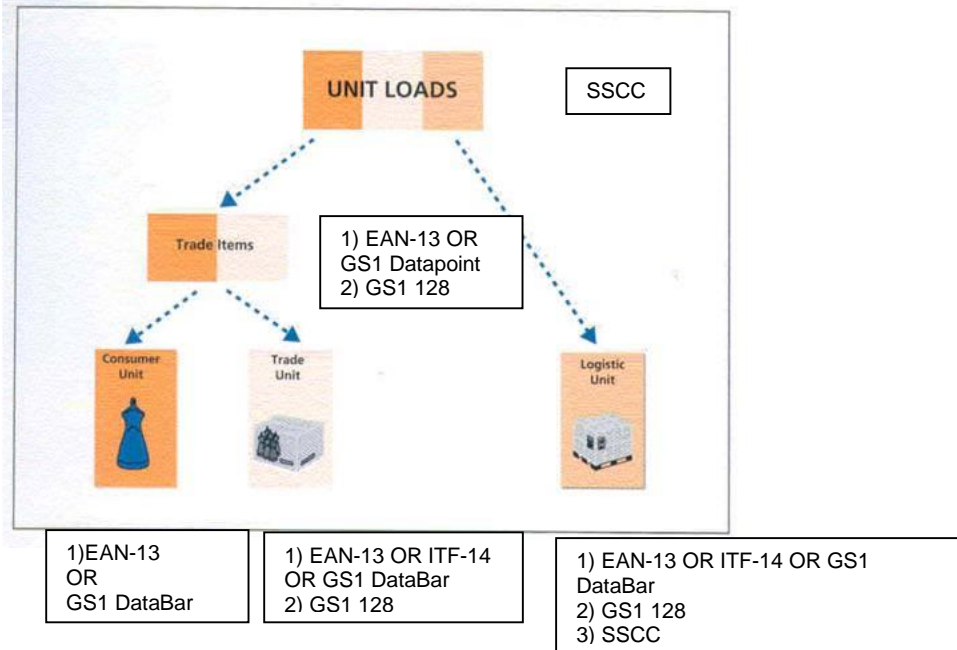 UNIT LOADS
SSCC
Trade Items
1) EAN-13 OR
GS1 Datapoint
2) GS1 128
Consumer
Unit
Trade
Unit
Logistic
Unit
1)EAN-13
OR
GS1 DataBar
1) EAN-13 OR ITF-14
OR GS1 DataBar
2) GS1 128
1) EAN-13 OR ITF-14 OR GS1
DataBar
2) GS1 128
3) SSCC